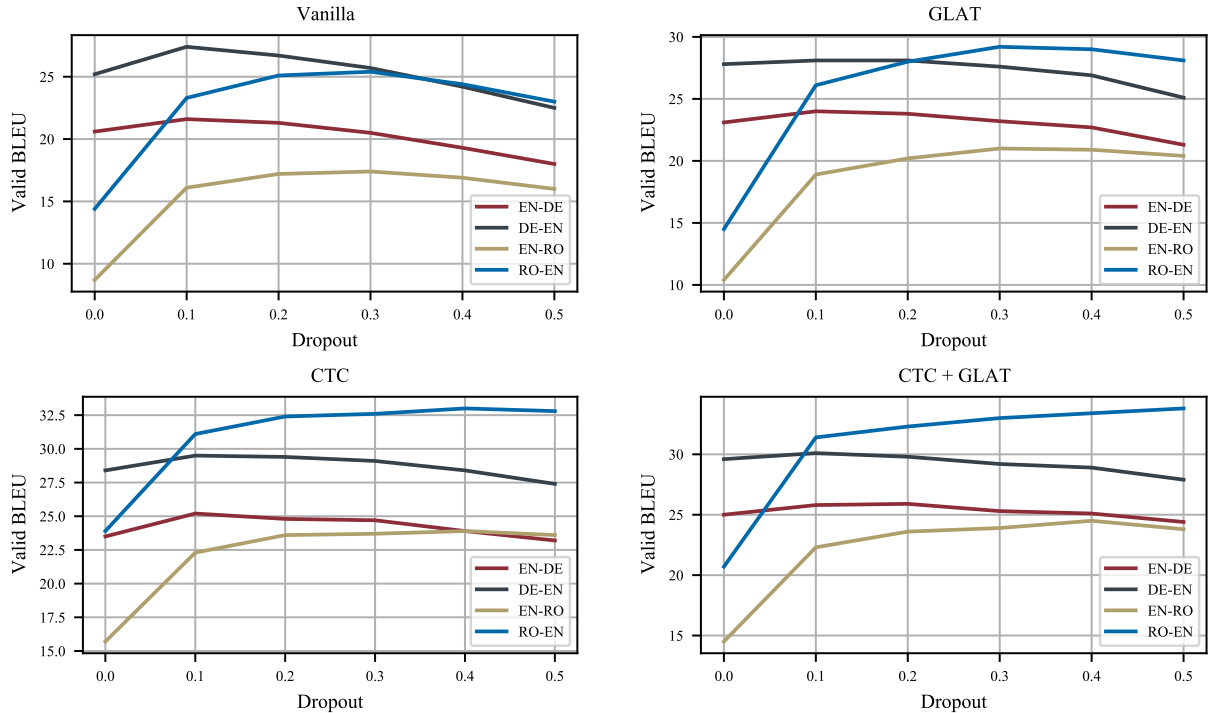 Vanilla
Valid BLEU
25
20
15
10
0.0 0.1 0.2 0.3 0.4 0.5
Dropout
EN-DE
DE-EN
EN-RO
RO-EN
GLAT
Valid BLEU
30
25
20
15
10
0.0 0.1 0.2 0.3 0.4 0.5
Dropout
EN-DE
DE-EN
EN-RO
RO-EN
CTC
Valid BLEU
32.5
30.0
27.5
25.0
22.5
20.0
17.5
15.0
0.0 0.1 0.2 0.3 0.4 0.5
Dropout
EN-DE
DE-EN
EN-RO
RO-EN
CTC + GLAT
Valid BLEU
30
25
20
15
0.0 0.1 0.2 0.3 0.4 0.5
Dropout
EN-DE
DE-EN
EN-RO
RO-EN